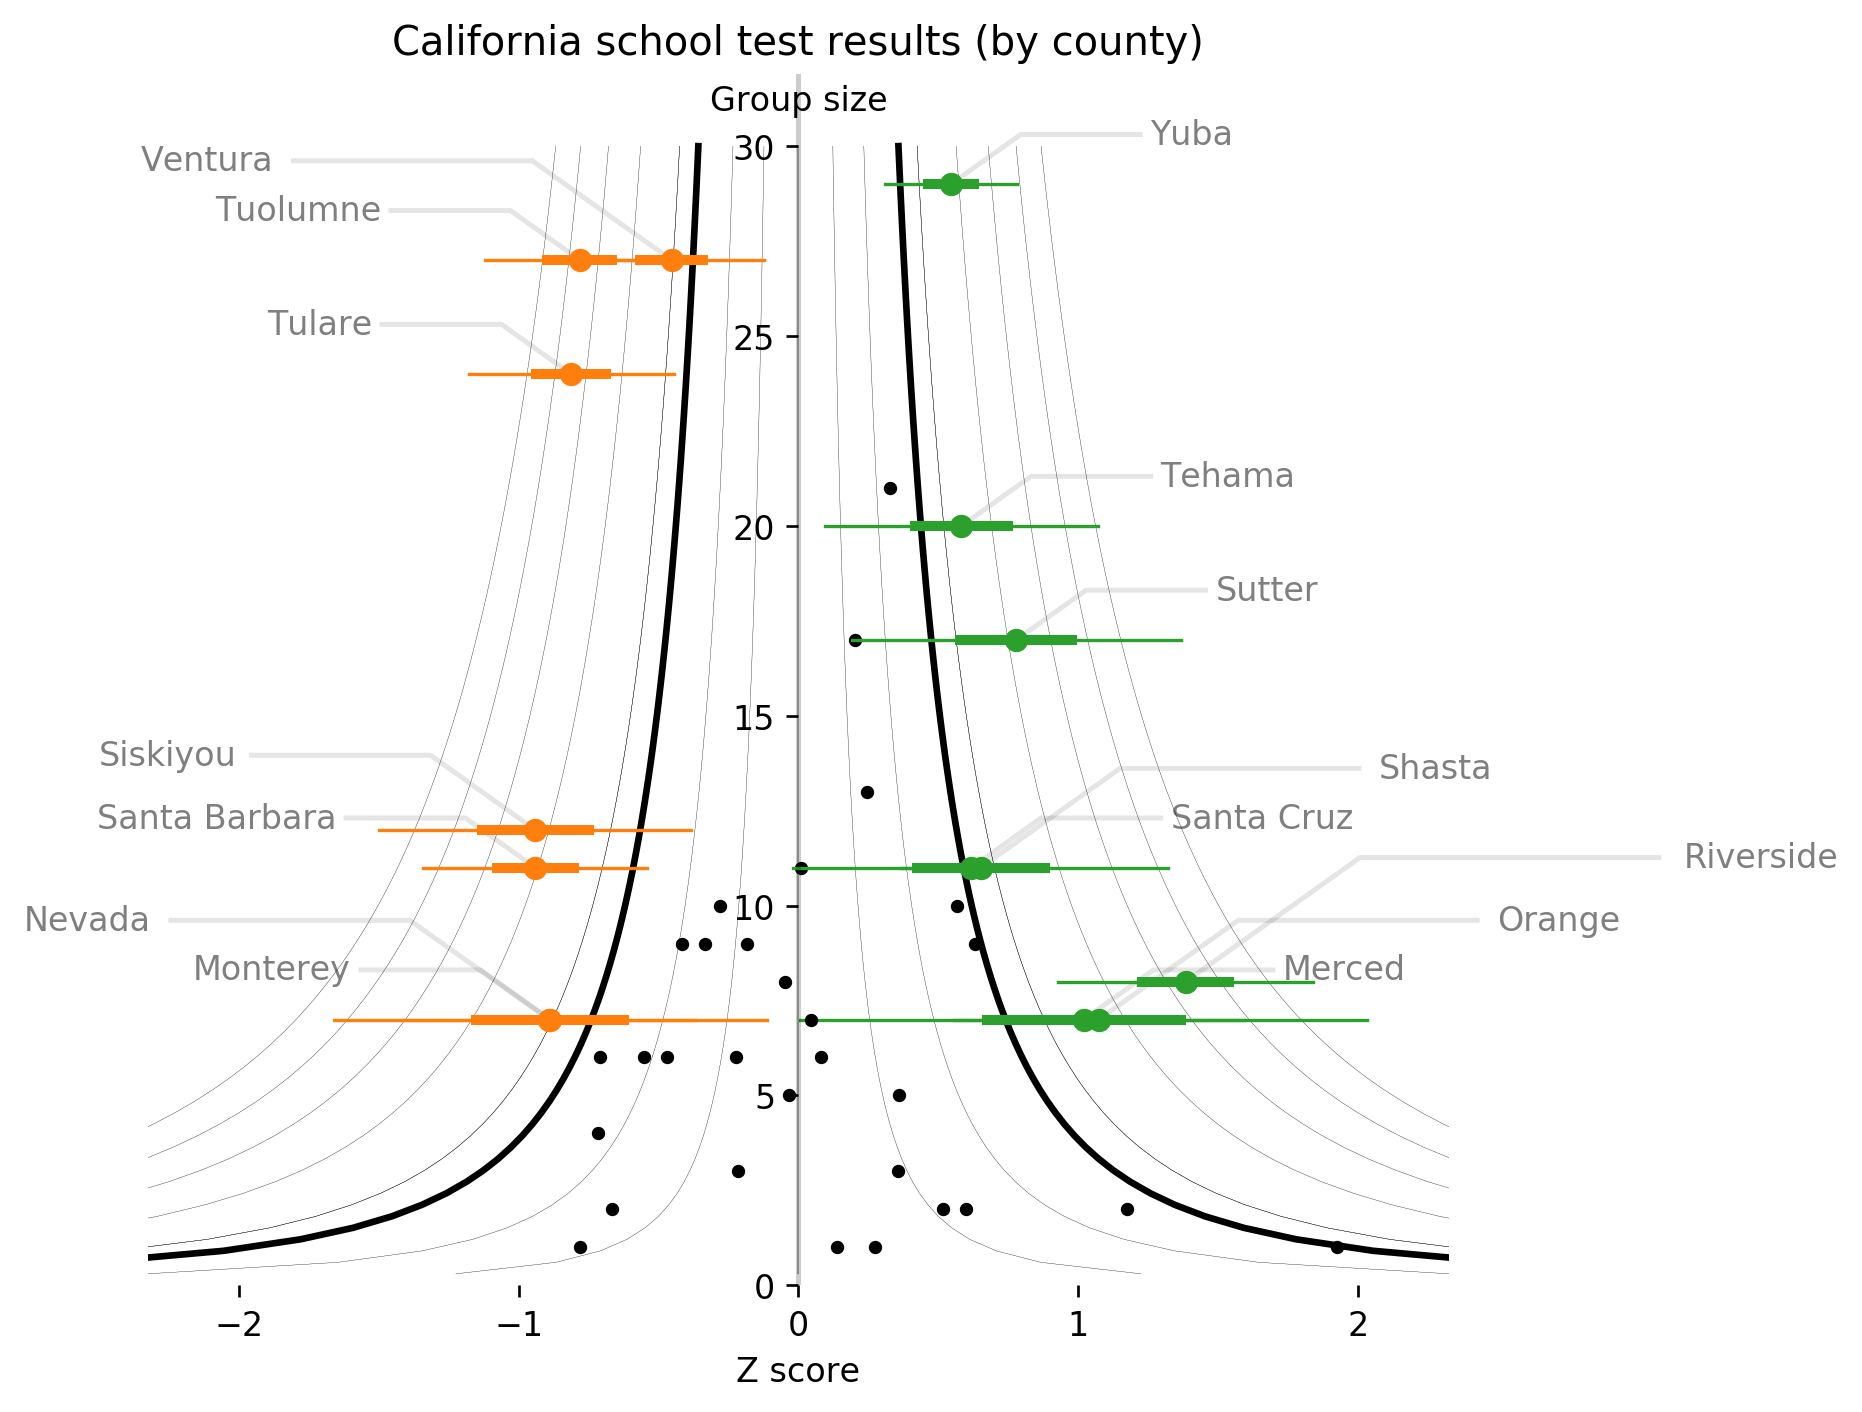 California school test results (by county)
Group size
Yuba
30
Ventura
Tuolumne
Tulare
25
Tehama
20
Sutter
15
Siskiyou
Shasta
Santa Barbara
Santa Cruz
Riverside
10
Nevada
Orange
Monterey
Merced
5
0
−2 −1 0 1 2
Z score